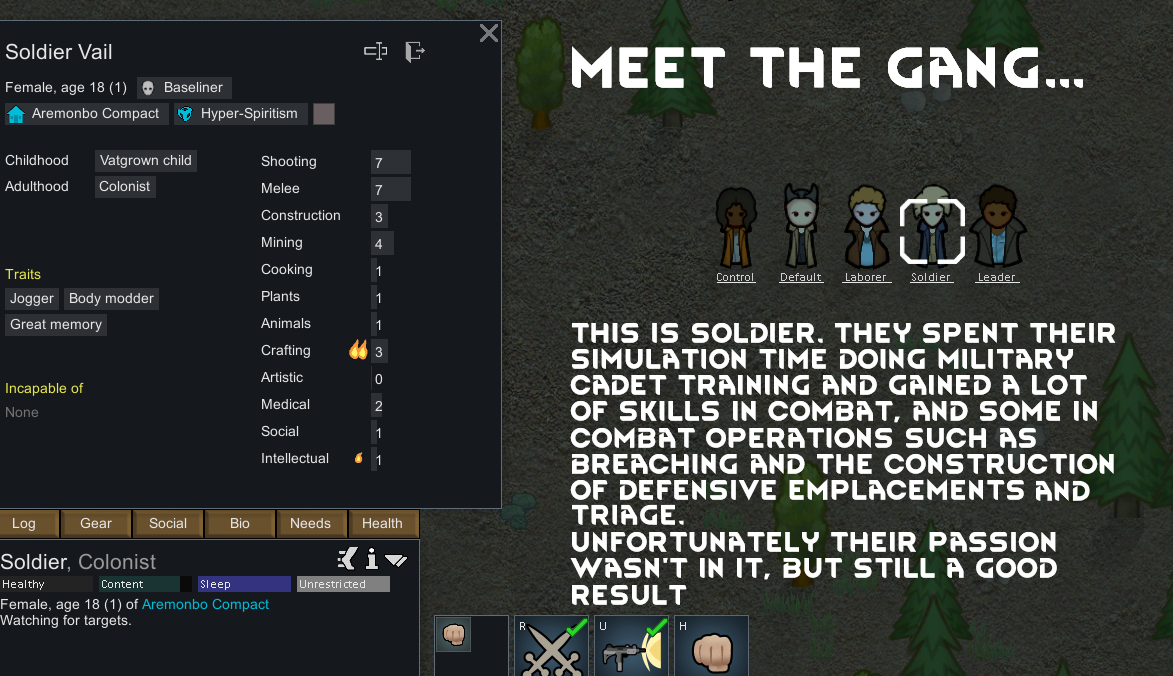 Soldier Vail
Female, age 18 (1) Baseliner
Aremonbo Compact Hyper-Spiritism
Childhood Vatgrown child
Adulthood Colonist
Traits
Jogger Body modder
Great memory
Incapable of
None
Shooting 7
Melee 7
Construction 3
Mining 4
Cooking 1
Plants 1
Animals 1
Crafting 3
Artistic 0
Medical 2
Social 1
Intellectual 1
Log Gear Social Bio Needs Health
Soldier, Colonist
Healthy Content Sleep Unrestricted
Female, age 18 (1) of Aremonbo Compact
Watching for targets.
MEET THE GANG...
Control Default Laborer Soldier Leader
THIS IS SOLDIER. THEY SPENT THEIR
SIMULATION TIME DOING MILITARY
CADET TRAINING AND GAINED A LOT
OF SKILLS IN COMBAT, AND SOME IN
COMBAT OPERATIONS SUCH AS
BREACHING AND THE CONSTRUCTION
OF DEFENSIVE EMPLACEMENTS AND
TRIAGE.
UNFORTUNATELY THEIR PASSION
WASN'T IN IT, BUT STILL A GOOD
RESULT
R U H